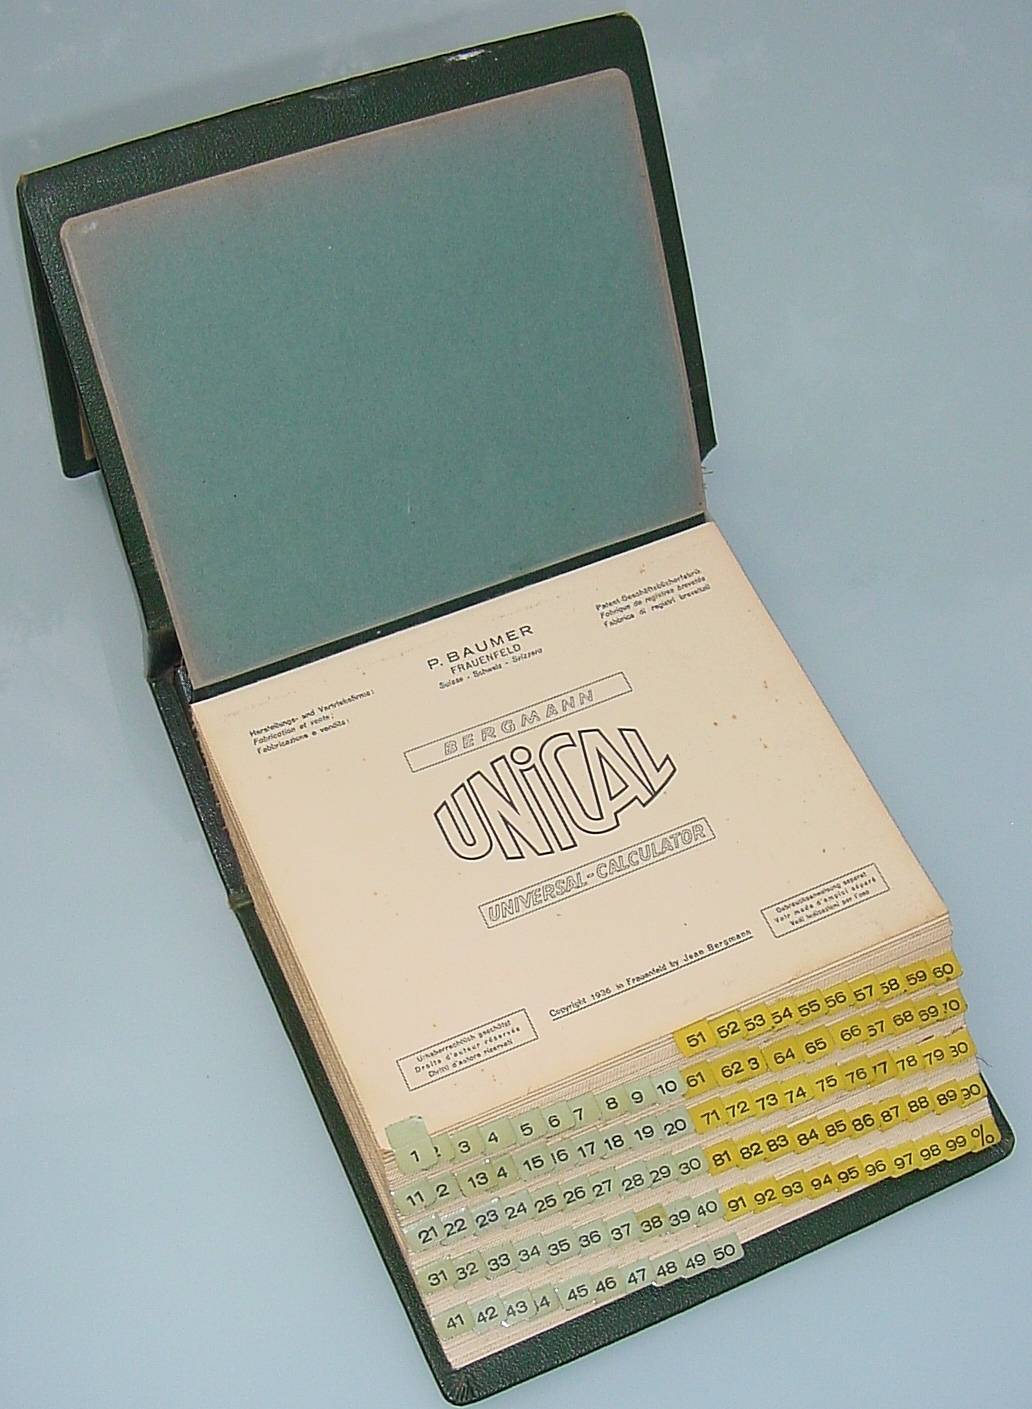 Patent-Geschäftsbücherfabrik
Fabrique de registres brevetés
Fabbrica di registri brevettati
P. BAUMER
FRAUENFELD
Suisse - Schweiz - Svizzera
Herstellungs- und Vertriebsfirma:
Fabrication et vente:
Fabbricazione e vendita:
BERGMANN
UNiCAL
UNIVERSAL-CALCULATOR
Gebrauchsanweisung separat
Voir mode d'emploi séparé
Vedi indicazioni per l'uso
Copyright 1936 in Frauenfeld by Jean Bergmann
Urheberrechtlich geschützt
Droits d'auteur réservés
Diritti d'autore riservati
51 52 53 54 55 56 57 58 59 60
1 2 3 4 5 6 7 8 9 10 61 62 3 64 65 66 67 68 69 70
11 2 13 4 15 16 17 18 19 20 71 72 73 74 75 76 77 78 79 80
21 22 23 24 25 26 27 28 29 30 81 82 83 84 85 86 87 88 89 90
31 32 33 34 35 36 37 38 39 40 91 92 93 94 95 96 97 98 99 %
41 42 43 44 45 46 47 48 49 50